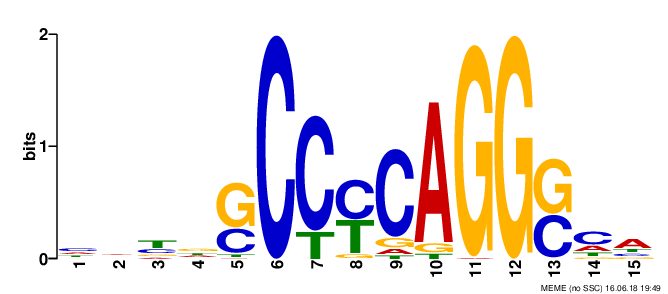 2
bits
1
0
G C C C C A G G G
C T T G G C C A
A A
1 2 3 4 5 6 7 8 9 10 11 12 13 14 15
MEME (no SSC) 16.06.18 19:49